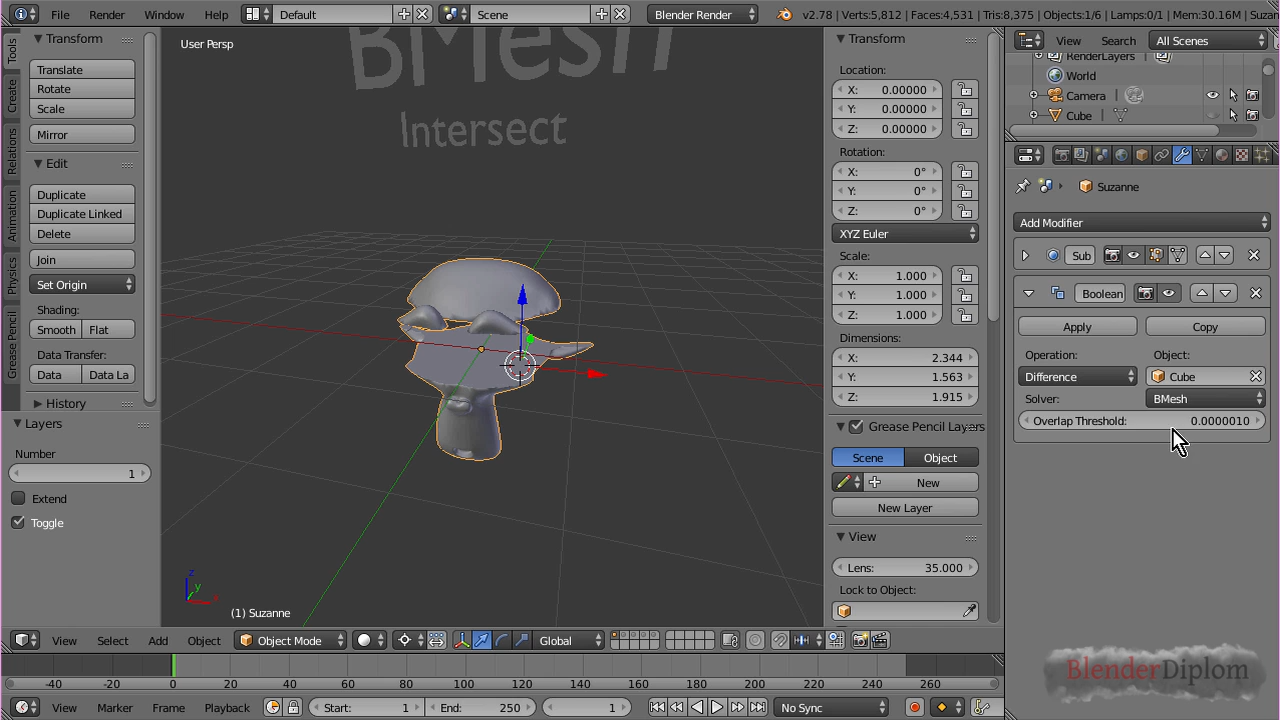 File Render Window Help Default Scene Blender Render v2.78 | Verts:5,812 | Faces:4,531 | Tris:8,375 | Objects:1/6 | Lamps:0/1 | Mem:30.16M |
Tools
Create
Relations
Animation
Physics
Grease Pencil
Transform
Translate
Rotate
Scale
Mirror
Edit
Duplicate
Duplicate Linked
Delete
Join
Set Origin
Shading:
Smooth Flat
Data Transfer:
Data Data La
History
Layers
Number
1
Extend
Toggle
User Persp
BMesh
Intersect
z
y
x
(1) Suzanne
Transform
Location:
X: 0.00000
Y: 0.00000
Z: 0.00000
Rotation:
X: 0°
Y: 0°
Z: 0°
XYZ Euler
Scale:
X: 1.000
Y: 1.000
Z: 1.000
Dimensions:
X: 2.344
Y: 1.563
Z: 1.915
Grease Pencil Layers
Scene Object
New
New Layer
View
Lens: 35.000
Lock to Object:
View Search All Scenes
RenderLayers
World
Camera
Cube
Suzanne
Add Modifier
Sub
Boolean
Apply Copy
Operation: Object:
Difference Cube
Solver: BMesh
Overlap Threshold: 0.0000010
BlenderDiplom
View Select Add Object Object Mode Global
-40 -20 0 20 40 60 80 100 120 140 160 180 200 220 240 260
View Marker Frame Playback Start: 1 End: 250 1 No Sync